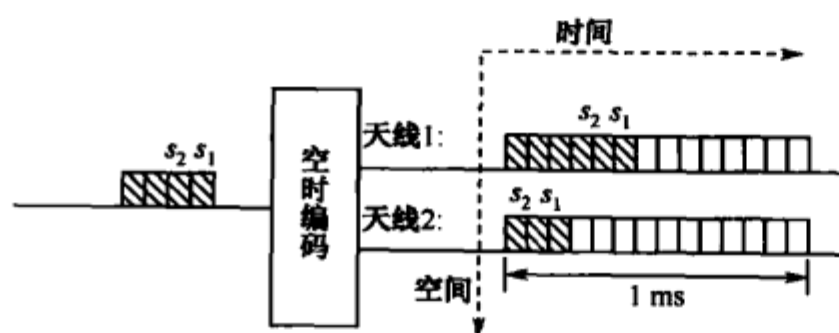 时间
s₂ s₁
s₂ s₁
空时编码
天线1:
s₂ s₁
天线2:
空间
1 ms